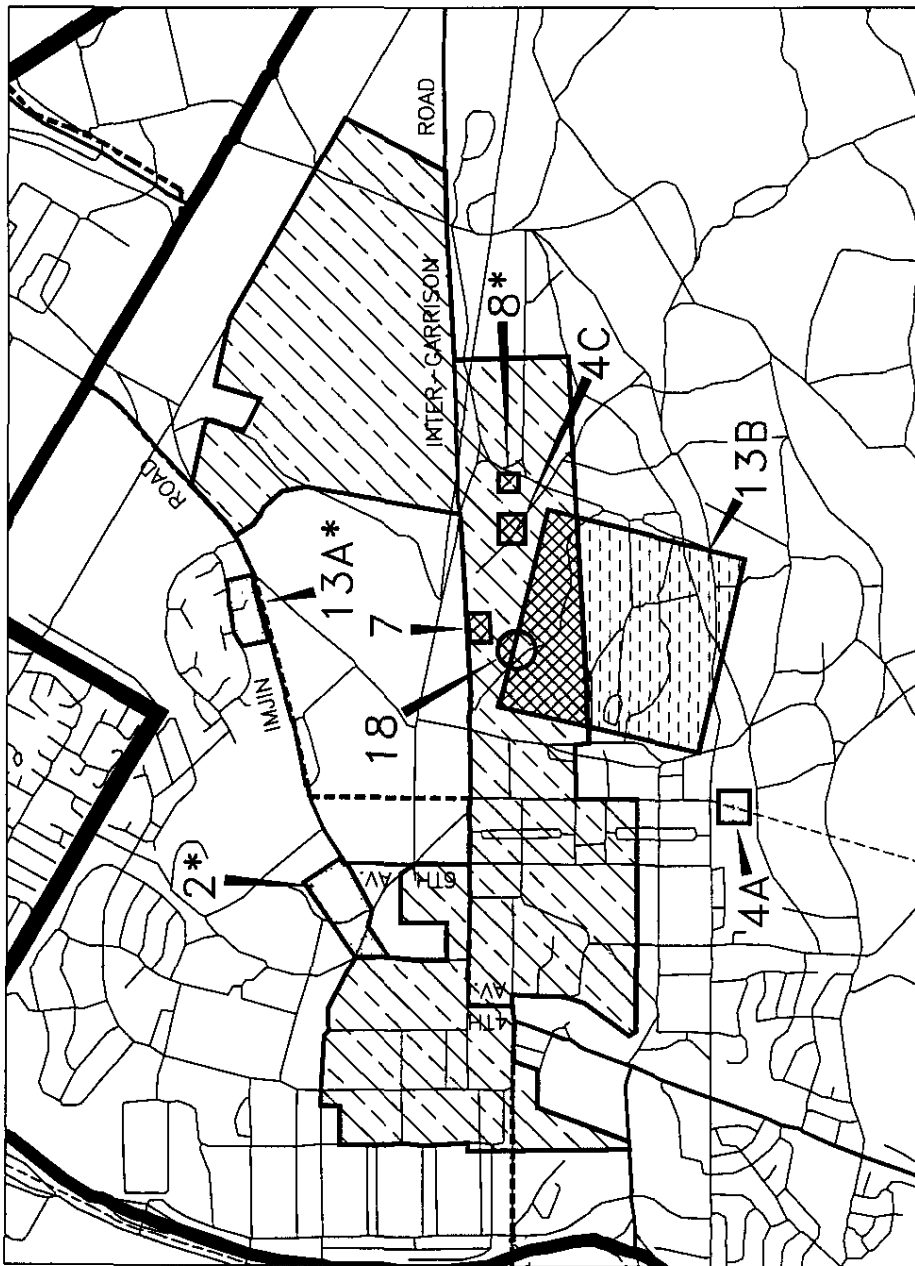 ROAD
INTER-GARRISON
8*
4C
ROAD
13B
13A*
7
IMJIN
18
2*
6TH AV.
4A
4TH AV.